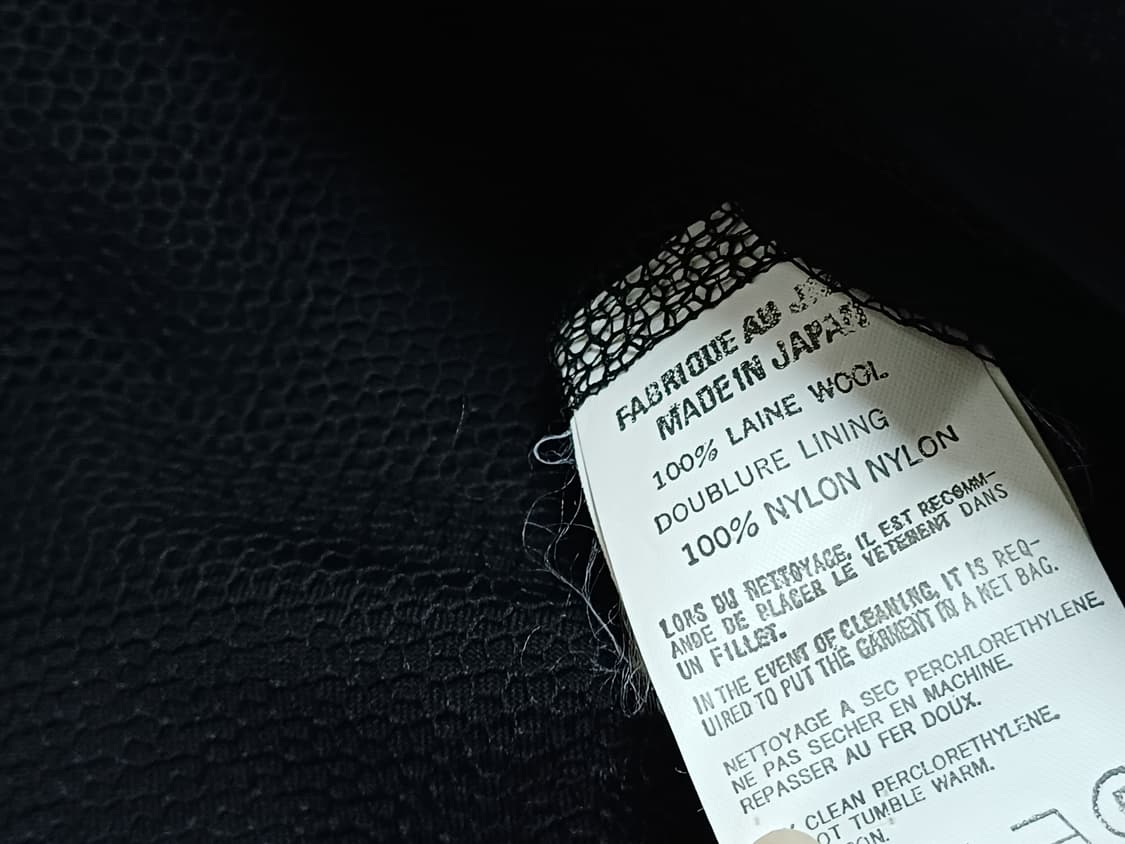 FABRIQUE AU
MADE IN JAPAN
100% LAINE WOOL
DOUBLURE LINING
100% NYLON NYLON
LORS DU NETTOYAGE, IL EST RECOMM-
ANDE DE PLACER LE VETEMENT DANS
UN FILLET.
IN THE EVENT OF CLEANING, IT IS REQ-
UIRED TO PUT THE GARMENT IN A KET BAG.
NETTOYAGE A SEC PERCHLORETHYLENE
NE PAS SECHER EN MACHINE.
REPASSER AU FER DOUX.
CLEAN PERCLORETHYLENE.
TUMBLE WARM.